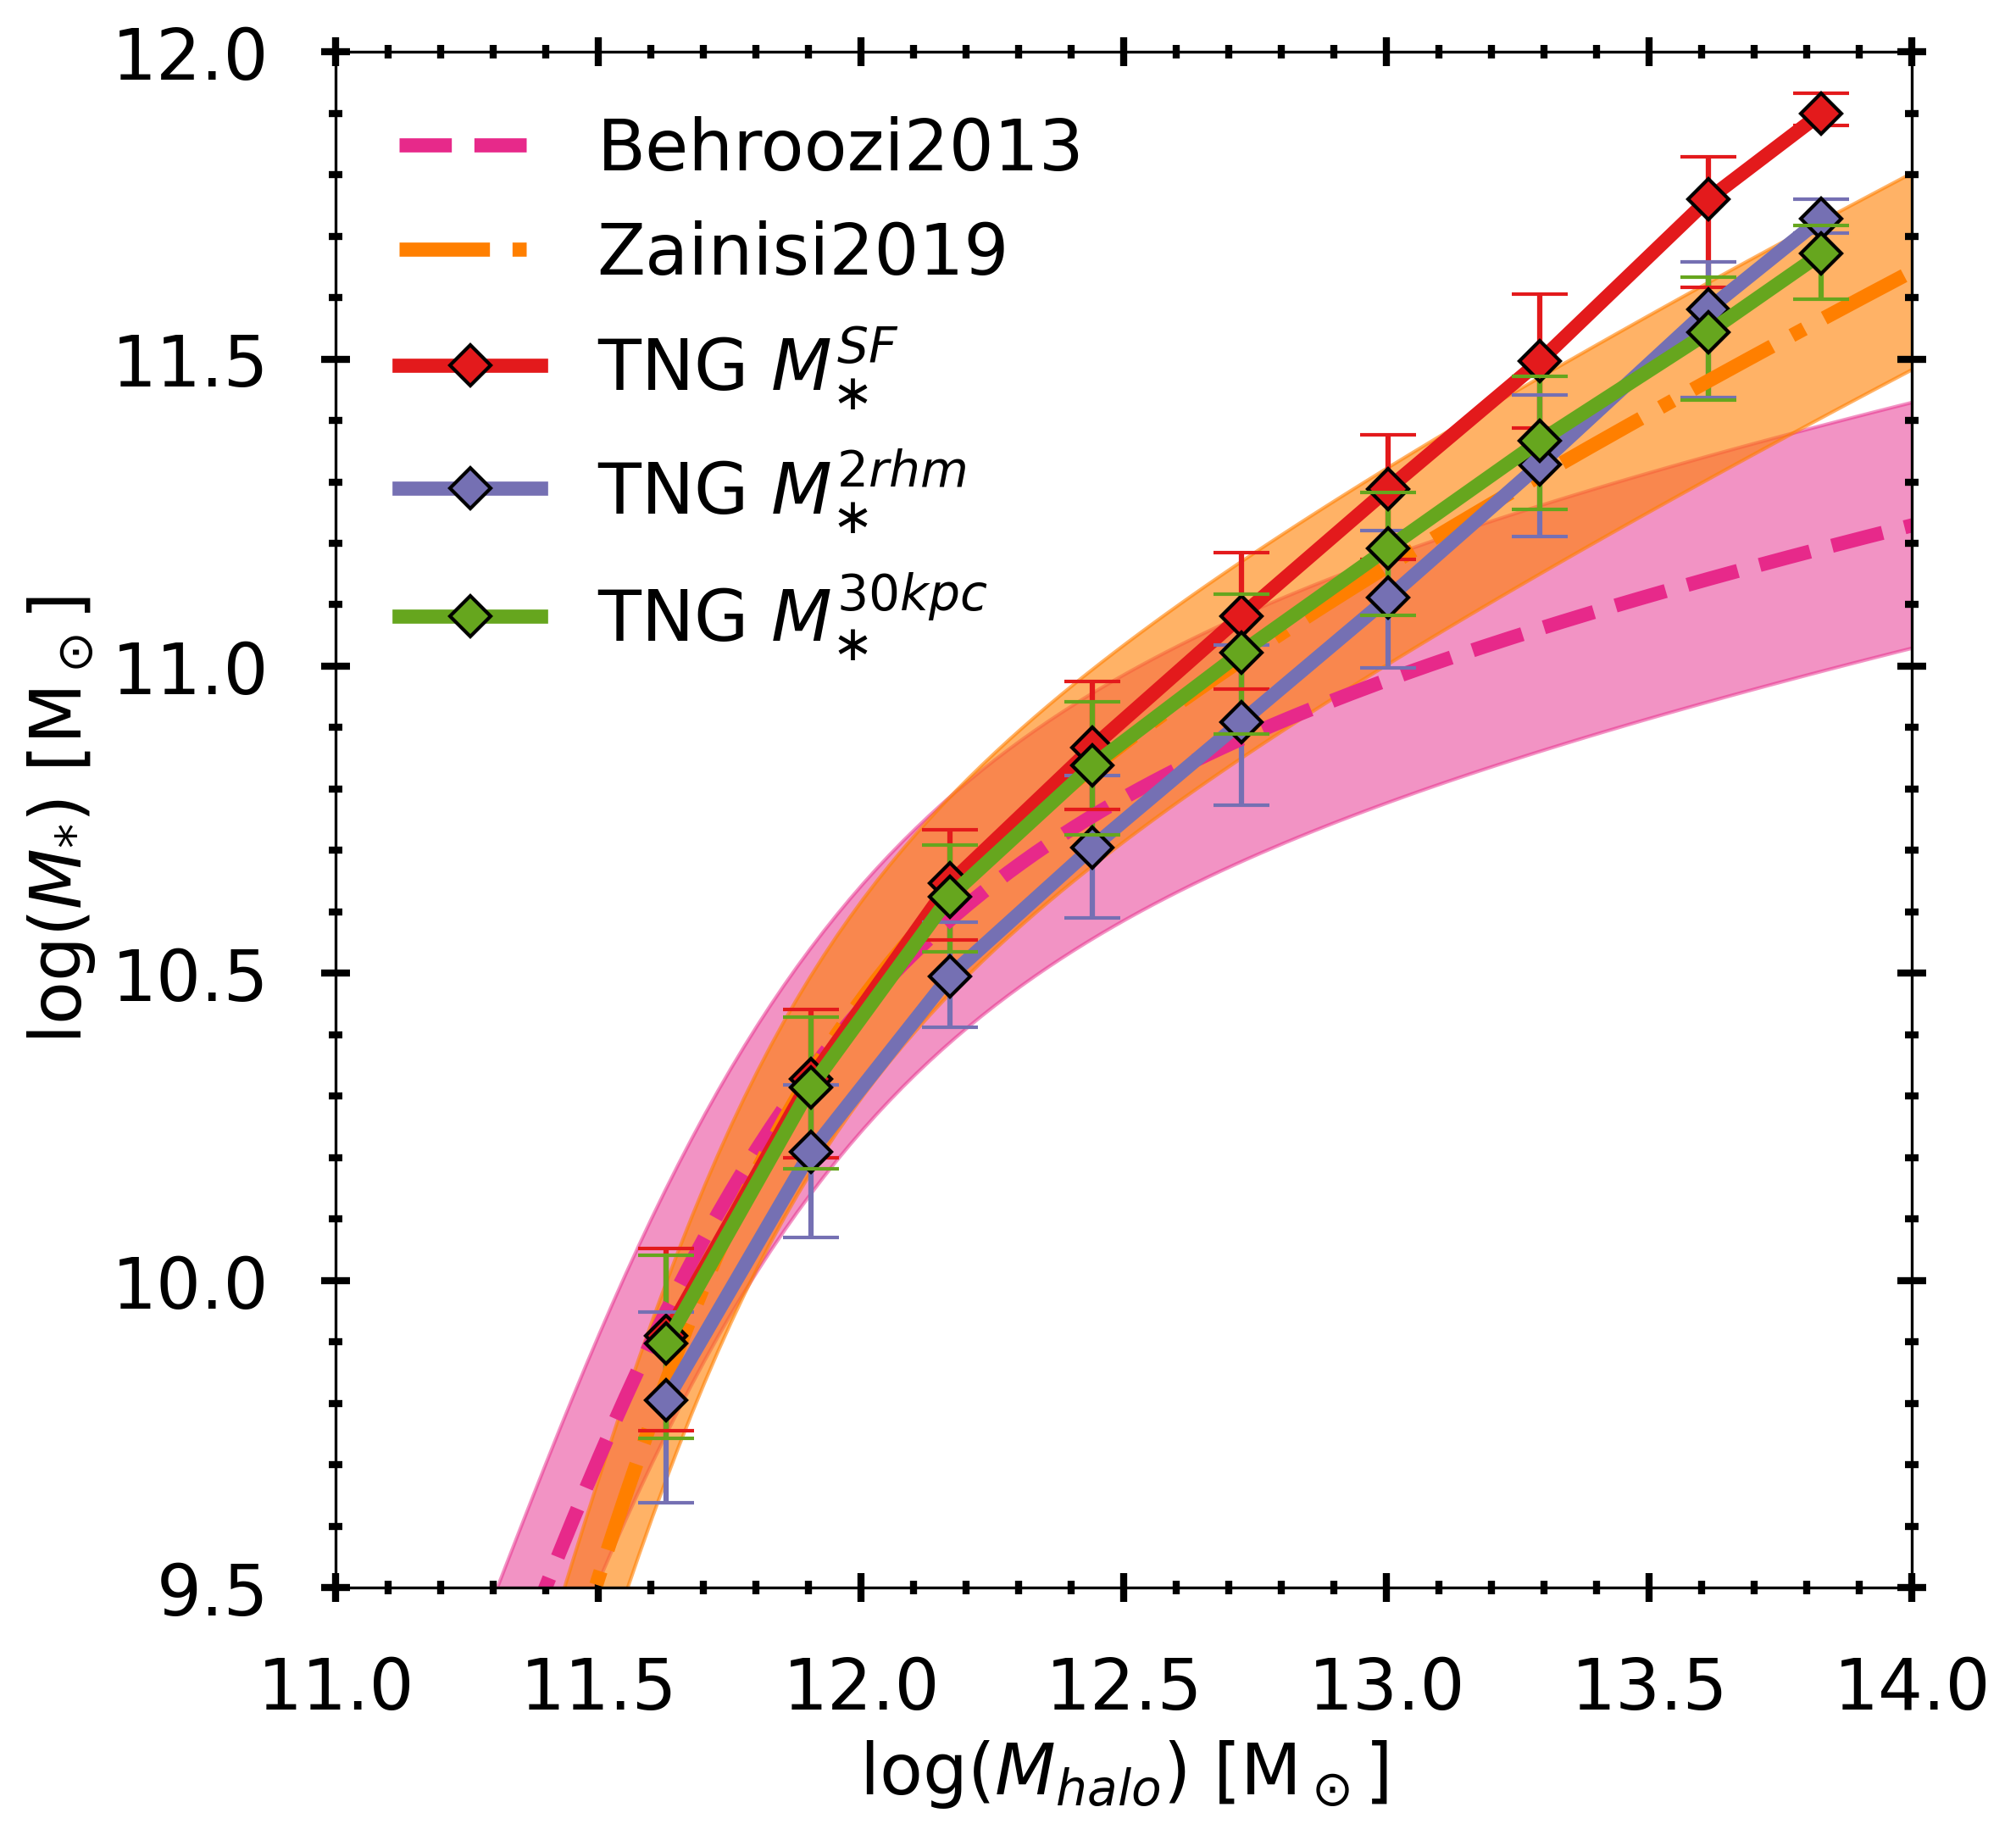 12.0
11.5
11.0
10.5
10.0
9.5
log(M*) [M⊙]
Behroozi2013
Zainisi2019
TNG M*^SF
TNG M*^2rhm
TNG M*^30kpc
11.0 11.5 12.0 12.5 13.0 13.5 14.0
log(M_halo) [M⊙]